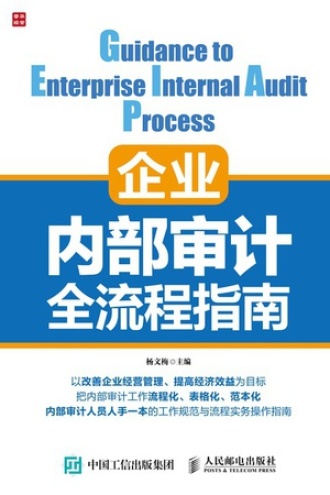 Guidance to
Enterprise Internal Audit
Process
企业
内部审计
全流程指南
杨文梅 主编
以改善企业经营管理、提高经济效益为目标
把内部审计工作流程化、表格化、范本化
内部审计人员人手一本的工作规范与流程实务操作指南
中国工信出版集团
人民邮电出版社
POSTS & TELECOM PRESS